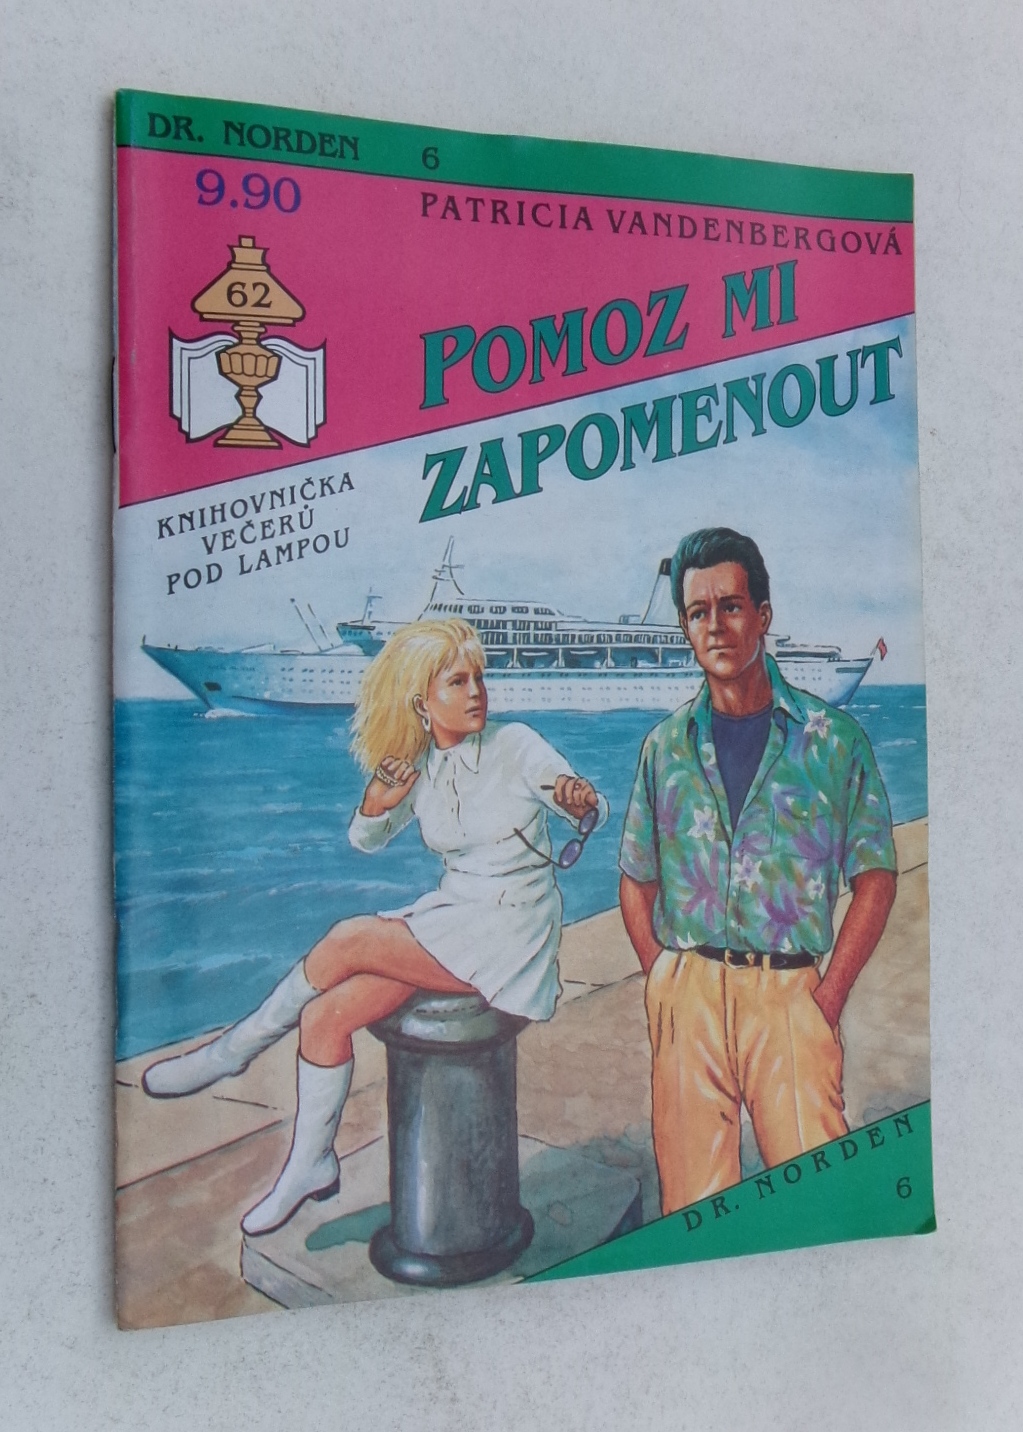 DR. NORDEN 6
9.90
PATRICIA VANDENBERGOVÁ
62
POMOZ MI
ZAPOMENOUT
KNIHOVNIČKA
VEČERŮ
POD LAMPOU
DR. NORDEN
6